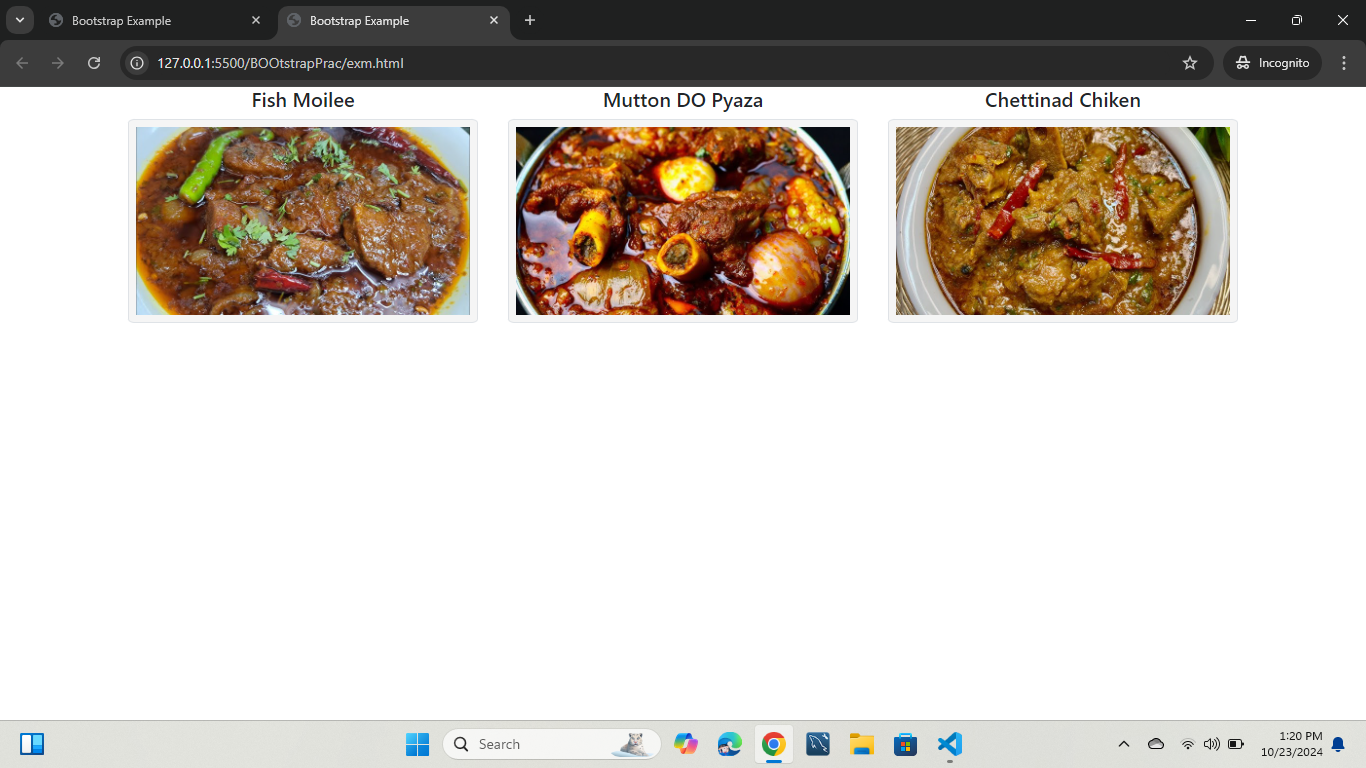 Bootstrap Example
Bootstrap Example
127.0.0.1:5500/BOOtstrapPrac/exm.html
Incognito
Fish Moilee
Mutton DO Pyaza
Chettinad Chiken
Search
1:20 PM
10/23/2024